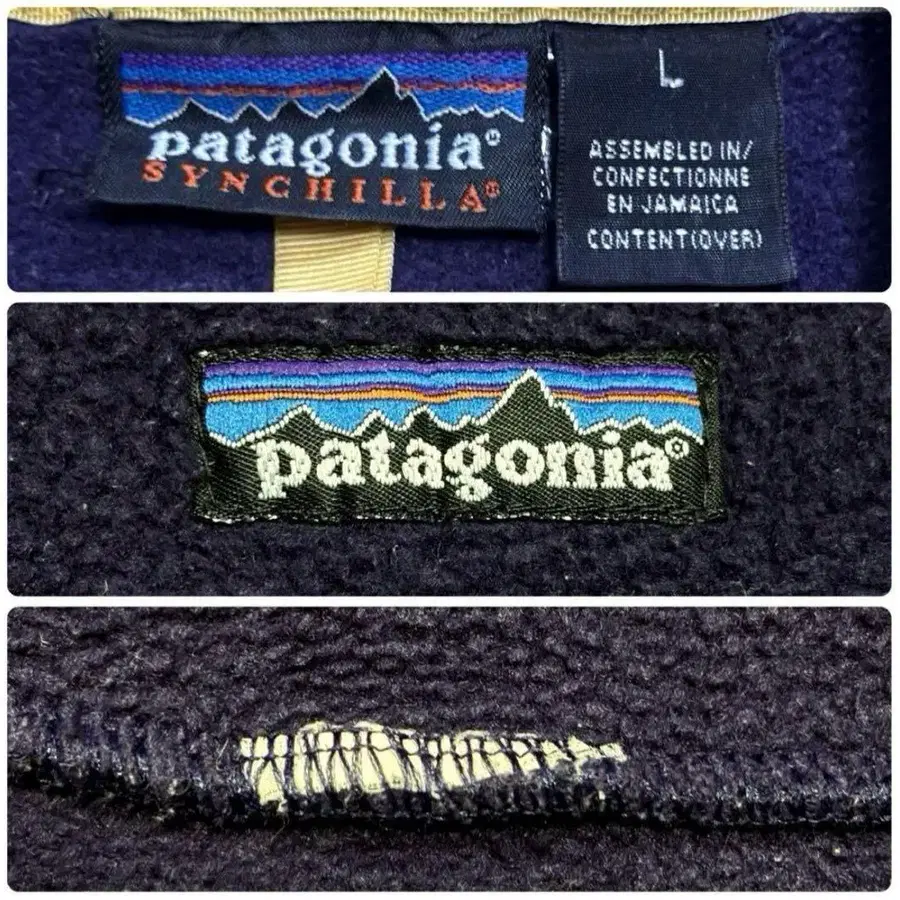 patagonia®
SYNCHILLA®
L
ASSEMBLED IN/
CONFECTIONNE
EN JAMAICA
CONTENT(OVER)
patagonia®